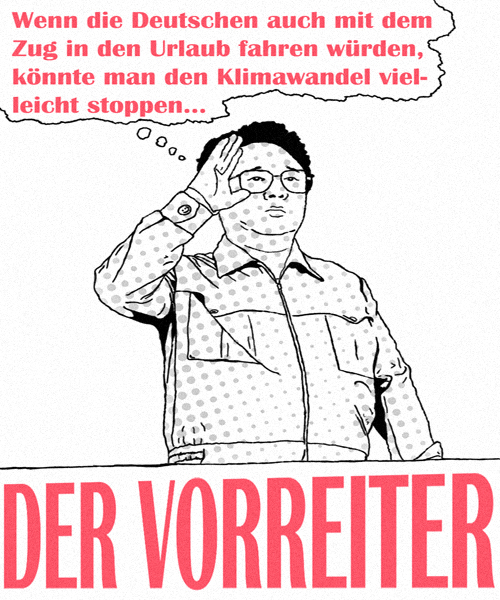 Wenn die Deutschen auch mit dem
Zug in den Urlaub fahren würden,
könnte man den Klimawandel viel-
leicht stoppen...
DER VORREITER